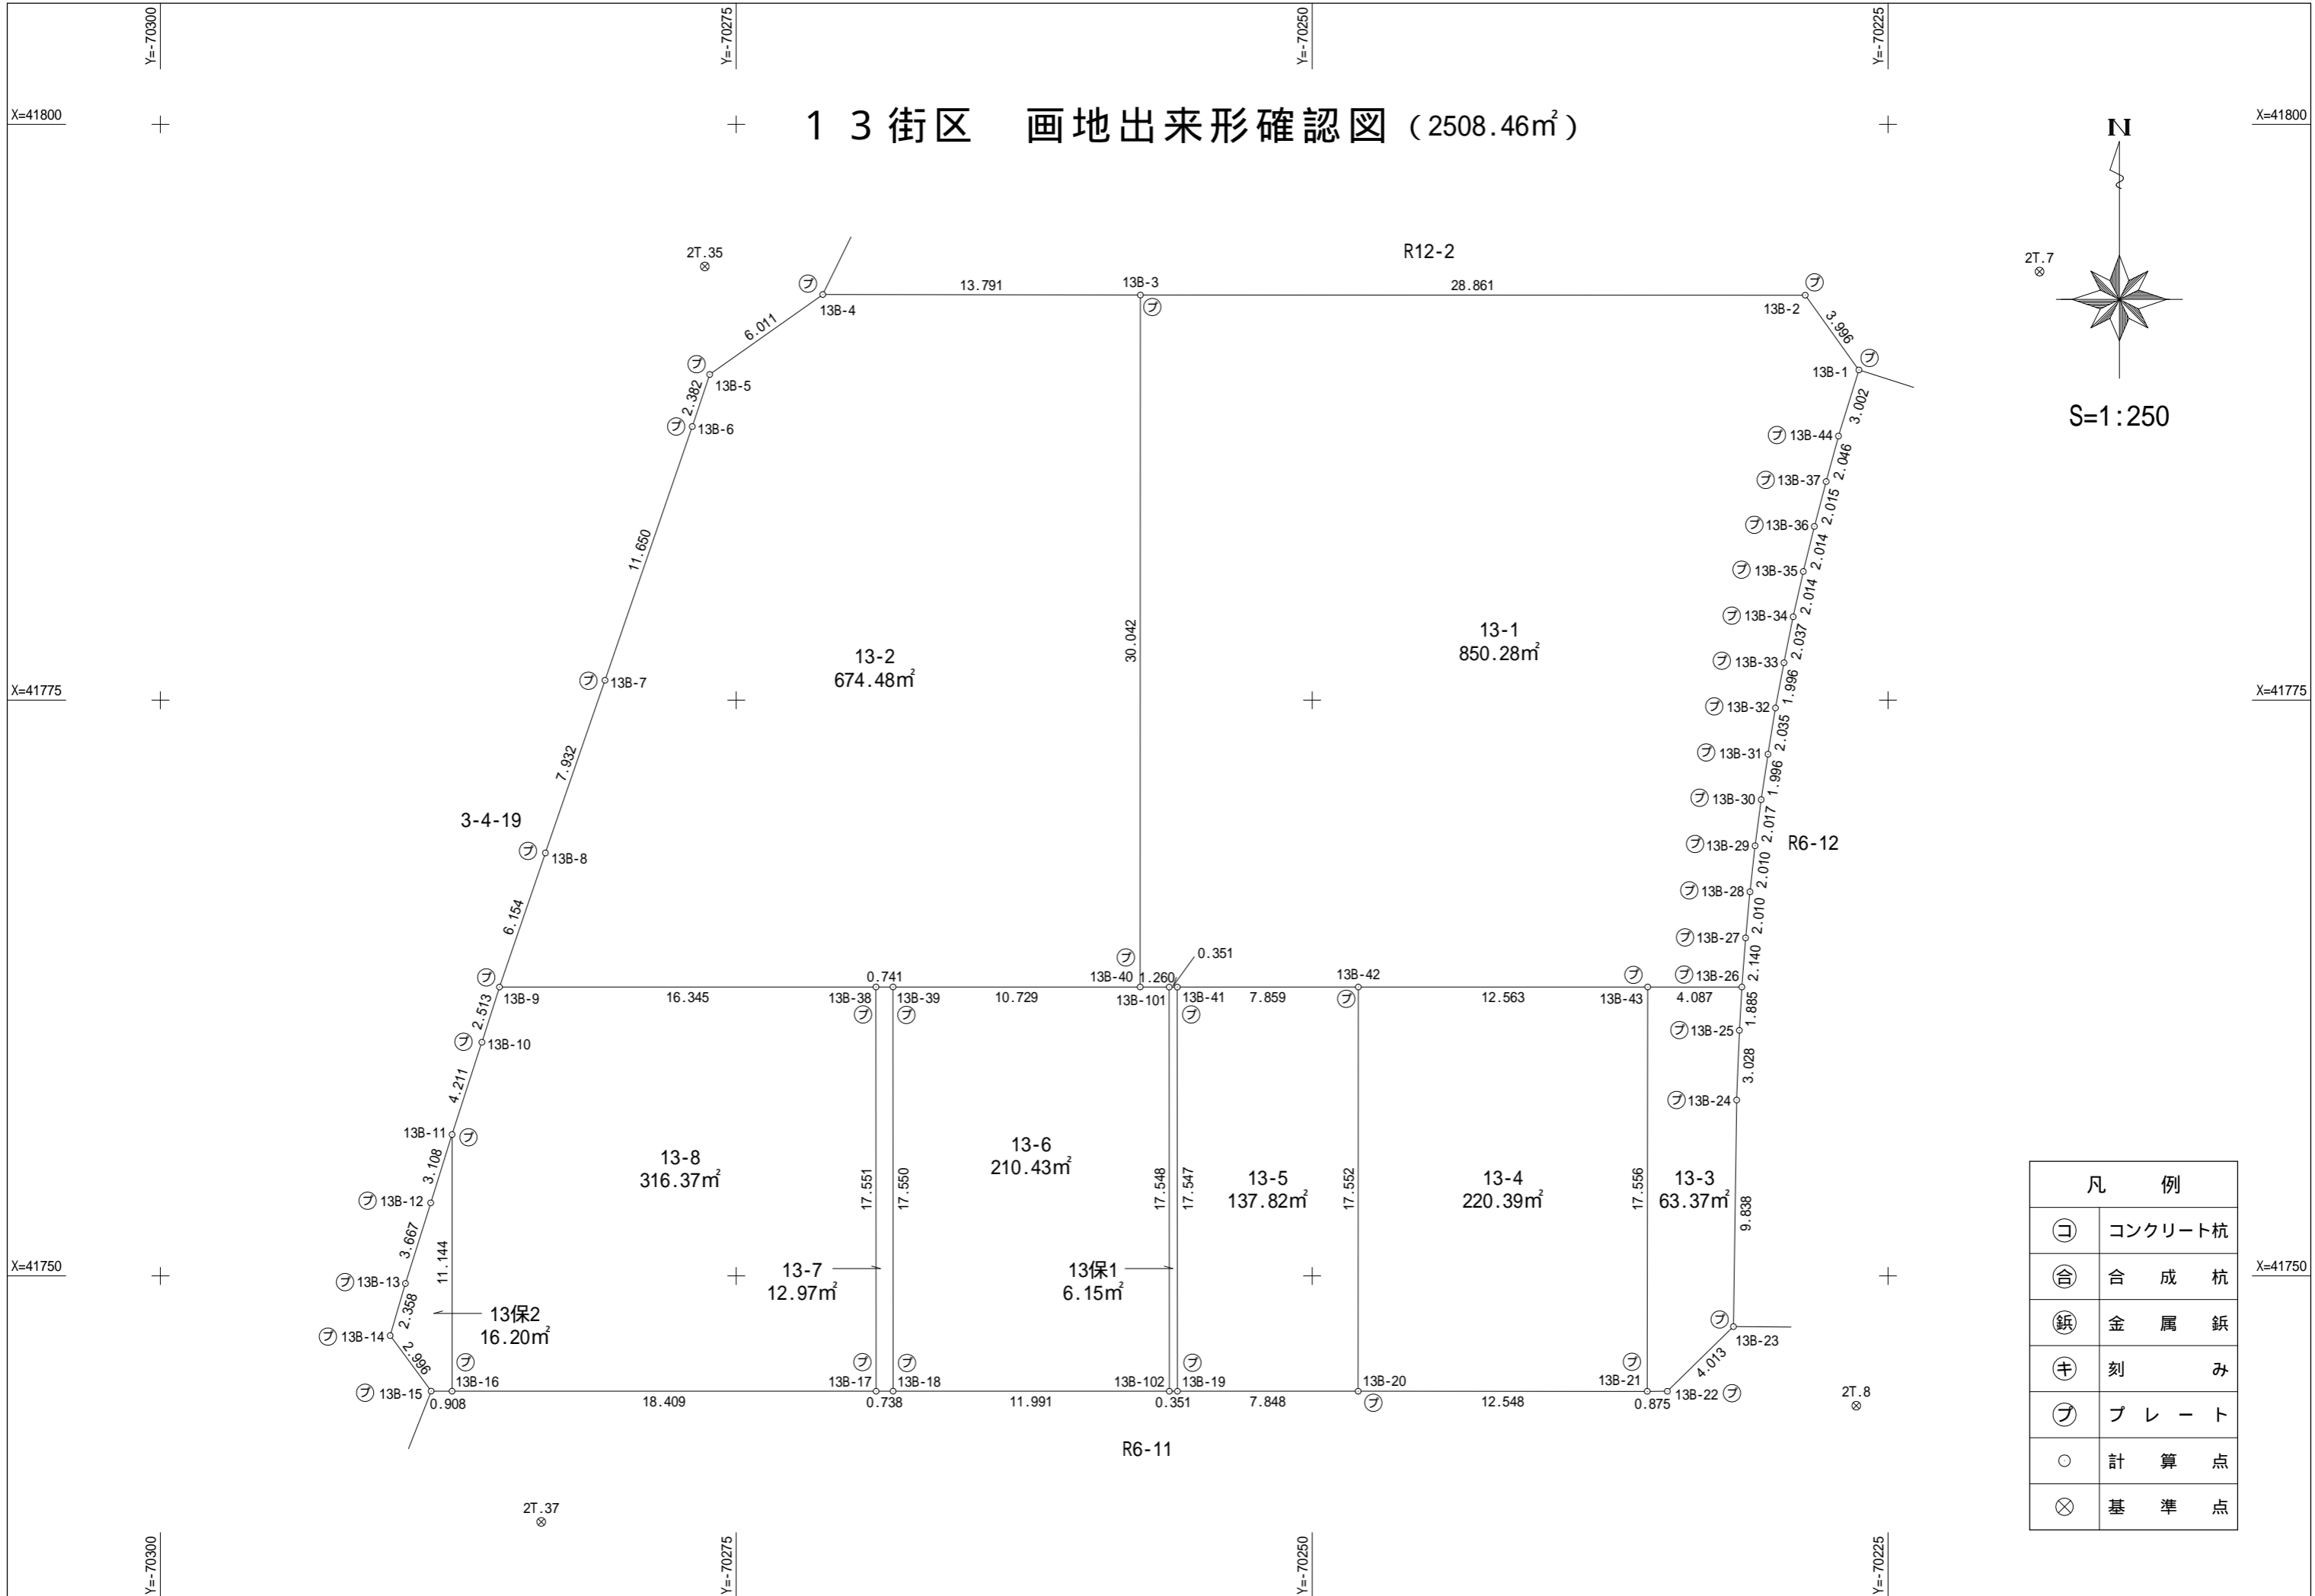 Y=-70300
Y=-70275
Y=-70250
Y=-70225
X=41800
13街区　画地出来形確認図（2508.46㎡）
X=41800
N
S=1:250
2T.35
R12-2
2T.7
13.791
13B-3
28.861
13B-4
13B-2
6.011
3.996
13B-5
13B-1
2.382
3.002
13B-6
13B-44
2.046
13B-37
2.015
13B-36
2.014
11.650
13B-35
2.014
13B-34
2.037
30.042
13-1
850.28㎡
13-2
674.48㎡
13B-33
1.996
13B-7
X=41775
X=41775
13B-32
2.035
13B-31
1.996
7.932
13B-30
2.017
3-4-19
13B-29
R6-12
13B-8
2.010
13B-28
2.010
6.154
13B-27
2.140
0.351
13B-9
16.345
0.741
13B-38
13B-39
10.729
13B-40
1.260
13B-101
13B-41
7.859
13B-42
12.563
13B-43
4.087
13B-26
2.513
1.885
13B-25
13B-10
3.028
4.211
13B-24
13B-11
3.108
13-8
316.37㎡
13-6
210.43㎡
13-5
137.82㎡
13-4
220.39㎡
13-3
63.37㎡
17.551
17.550
17.548
17.547
17.552
17.556
9.838
13B-12
3.667
11.144
X=41750
X=41750
13B-13
2.358
13-7
12.97㎡
13保1
6.15㎡
13保2
16.20㎡
13B-14
2.996
13B-23
4.013
13B-15
0.908
13B-16
18.409
13B-17
0.738
13B-18
11.991
13B-102
0.351
13B-19
7.848
13B-20
12.548
13B-21
0.875
13B-22
2T.8
R6-11
2T.37
凡　例
コ コンクリート杭
合 合成杭
鋲 金属鋲
キ 刻み
プ プレート
○ 計算点
⊗ 基準点
Y=-70300
Y=-70275
Y=-70250
Y=-70225